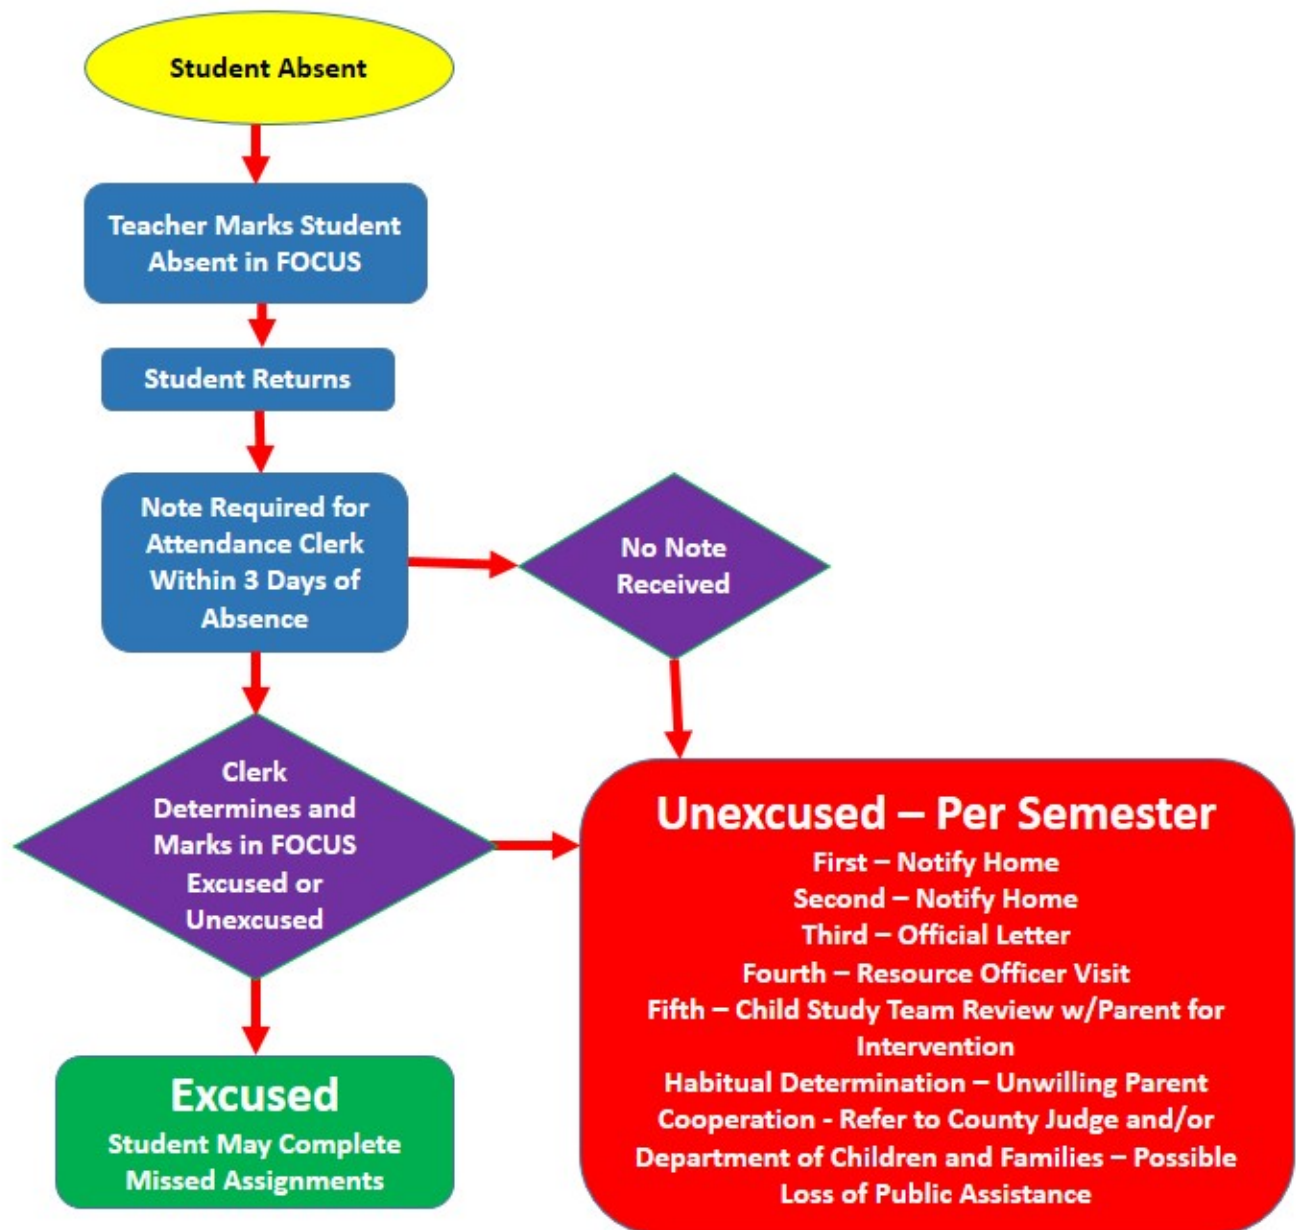 Student Absent
Teacher Marks Student
Absent in FOCUS
Student Returns
Note Required for
Attendance Clerk
Within 3 Days of
Absence
No Note
Received
Clerk
Determines and
Marks in FOCUS
Excused or
Unexcused
Unexcused – Per Semester
First – Notify Home
Second – Notify Home
Third – Official Letter
Fourth – Resource Officer Visit
Fifth – Child Study Team Review w/Parent for
Intervention
Habitual Determination – Unwilling Parent
Cooperation - Refer to County Judge and/or
Department of Children and Families – Possible
Loss of Public Assistance
Excused
Student May Complete
Missed Assignments